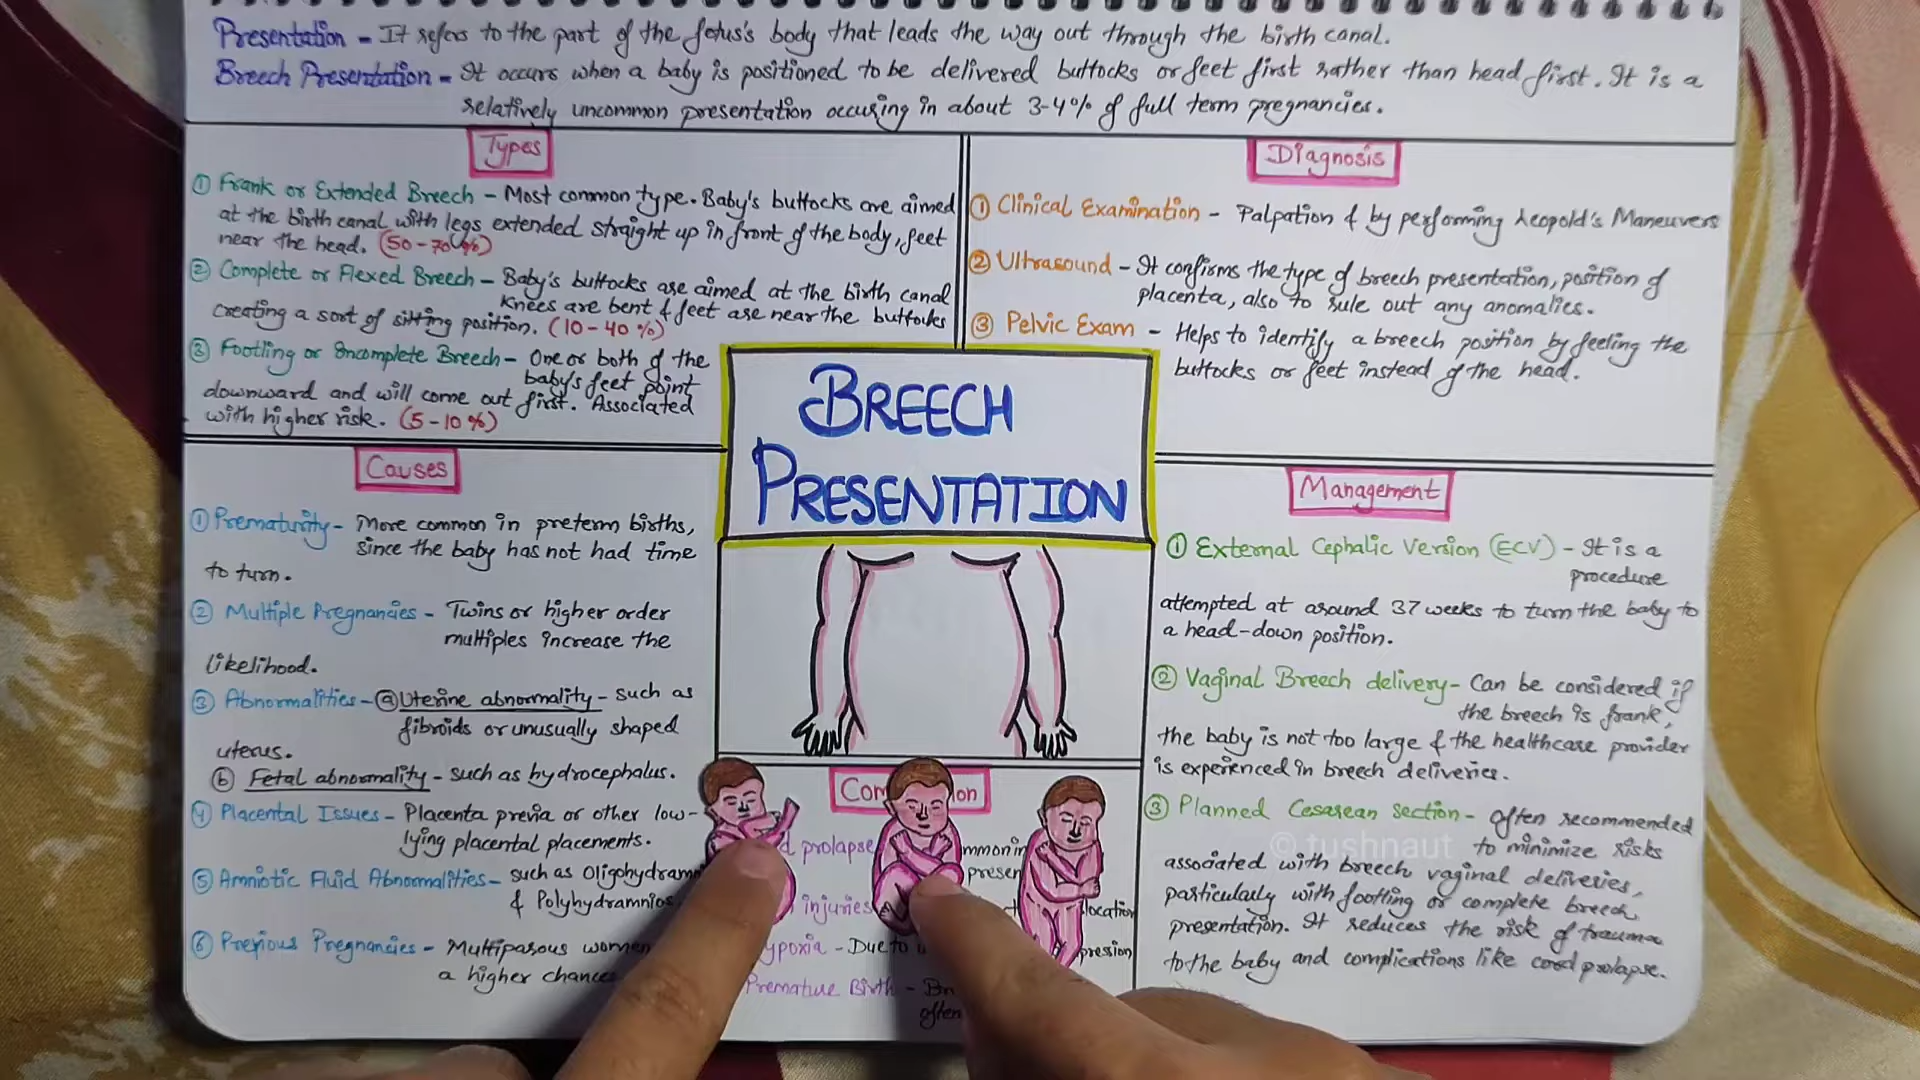 Presentation - It refers to the part of the fetus's body that leads the way out through the birth canal.
Breech Presentation - It occurs when a baby is positioned to be delivered buttocks or feet first rather than head first. It is a
relatively uncommon presentation occuring in about 3-4% of full term pregnancies.
Types
① Frank or Extended Breech - Most common type. Baby's buttocks are aimed
at the birth canal with legs extended straight up in front of the body, feet
near the head. (50-70%)
② Complete or Flexed Breech - Baby's buttocks are aimed at the birth canal
knees are bent & feet are near the buttocks
creating a sort of sitting position. (10-40%)
③ Footling or Incomplete Breech - One or both of the
baby's feet point
downward and will come out first. Associated
with higher risk. (5-10%)
Diagnosis
① Clinical Examination - Palpation & by performing Leopold's Maneuvers
② Ultrasound - It confirms the type of breech presentation, position of
placenta, also to rule out any anomalies.
③ Pelvic Exam - Helps to identify a breech position by feeling the
buttocks or feet instead of the head.
BREECH
PRESENTATION
Causes
① Prematurity - More common in preterm births,
since the baby has not had time
to turn.
② Multiple Pregnancies - Twins or higher order
multiples increase the
likelihood.
③ Abnormalities - ⓐ Uterine abnormality - such as
fibroids or unusually shaped
uterus.
ⓑ Fetal abnormality - such as hydrocephalus.
④ Placental Issues - Placenta previa or other low-
lying placental placements.
⑤ Amniotic Fluid Abnormalities - such as Oligohydram
& Polyhydramnios
⑥ Previous Pregnancies - Multiparous women
a higher chance
Com on
d prolapse mmon in
presen
injuries location
ypoxia - Due to pression
Premature Birth - Br
often
Management
① External Cephalic Version (ECV) - It is a
procedure
attempted at around 37 weeks to turn the baby to
a head-down position.
② Vaginal Breech delivery - Can be considered if
the breech is frank,
the baby is not too large & the healthcare provider
is experienced in breech deliveries.
③ Planned Cesarean section - Often recommended
to minimize risks
associated with breech vaginal deliveries,
particularly with footling or complete breech
presentation. It reduces the risk of trauma
to the baby and complications like cord prolapse.
© tushnaut